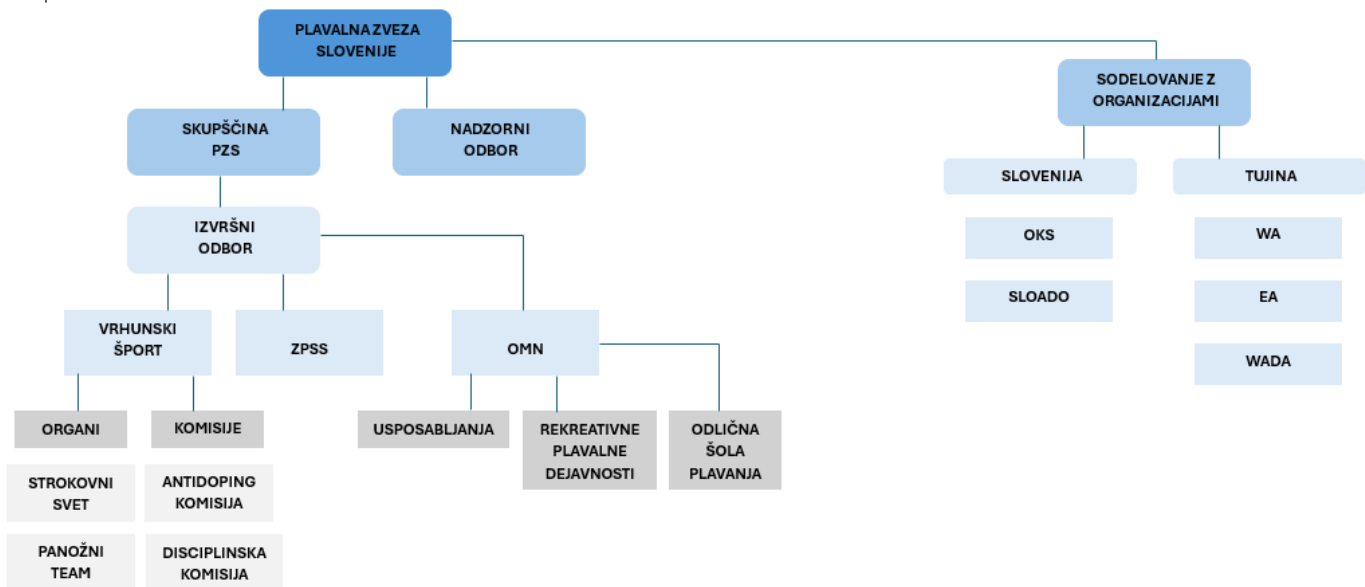 PLAVALNA ZVEZA
SLOVENIJE
SODELOVANJE Z
ORGANIZACIJAMI
SKUPŠČINA
PZS
NADZORNI
ODBOR
SLOVENIJA
TUJINA
IZVRŠNI
ODBOR
OKS
WA
SLOADO
EA
VRHUNSKI
ŠPORT
ZPSS
OMN
WADA
ORGANI
KOMISIJE
USPOSABLJANJA
REKREATIVNE
PLAVALNE
DEJAVNOSTI
ODLIČNA
ŠOLA
PLAVANJA
STROKOVNI
SVET
ANTIDOPING
KOMISIJA
PANOŽNI
TEAM
DISCIPLINSKA
KOMISIJA